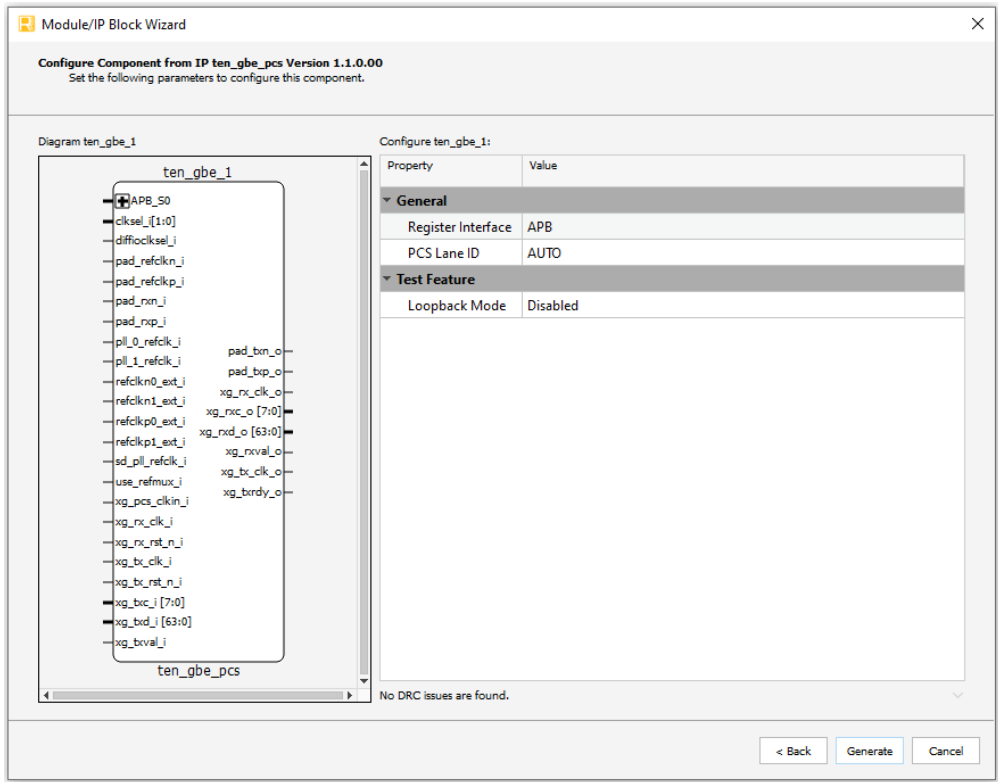 Module/IP Block Wizard
Configure Component from IP ten_gbe_pcs Version 1.1.0.00
Set the following parameters to configure this component.
Diagram ten_gbe_1
ten_gbe_1
APB_S0
clksel_i[1:0]
diffioclksel_i
pad_refclkn_i
pad_refclkp_i
pad_rxn_i
pad_rxp_i
pll_0_refclk_i
pll_1_refclk_i
refclkn0_ext_i
refclkn1_ext_i
refclkp0_ext_i
refclkp1_ext_i
sd_pll_refclk_i
use_refmux_i
xg_pcs_clkin_i
xg_rx_clk_i
xg_rx_rst_n_i
xg_tx_clk_i
xg_tx_rst_n_i
xg_txc_i [7:0]
xg_txd_i [63:0]
xg_txval_i
pad_txn_o
pad_txp_o
xg_rx_clk_o
xg_rxc_o [7:0]
xg_rxd_o [63:0]
xg_rxval_o
xg_tx_clk_o
xg_txrdy_o
ten_gbe_pcs
Configure ten_gbe_1:
Property Value
General
Register Interface APB
PCS Lane ID AUTO
Test Feature
Loopback Mode Disabled
No DRC issues are found.
< Back Generate Cancel